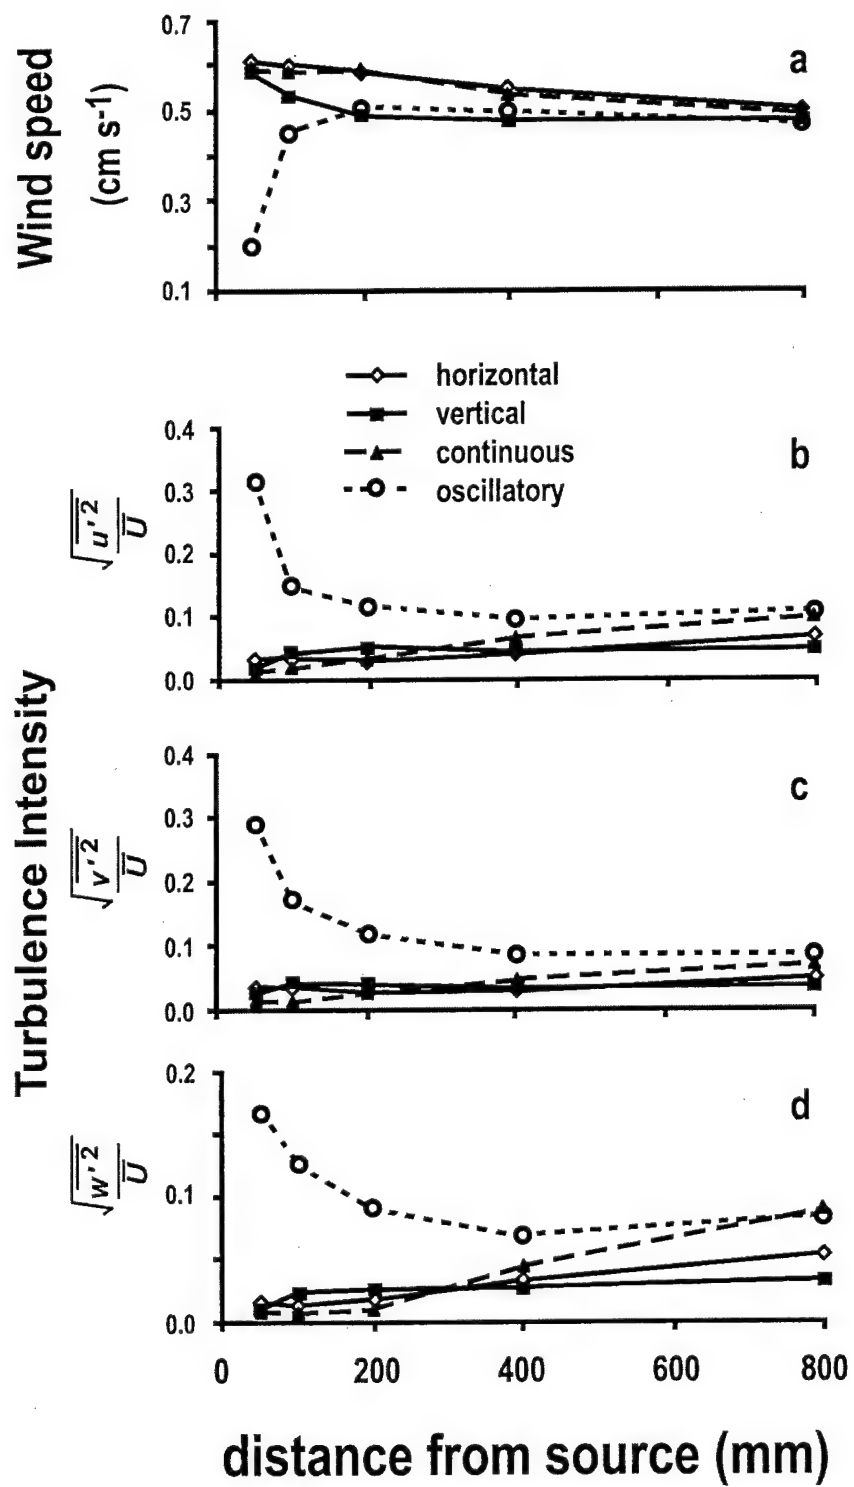 Wind speed
(cm s-1)
0.7
0.5
0.3
0.1
a
horizontal
vertical
continuous
oscillatory
Turbulence Intensity
√u'2
U
0.4
0.3
0.2
0.1
0.0
b
√v'2
U
0.4
0.3
0.2
0.1
0.0
c
√w'2
U
0.2
0.1
0.0
d
0 200 400 600 800
distance from source (mm)